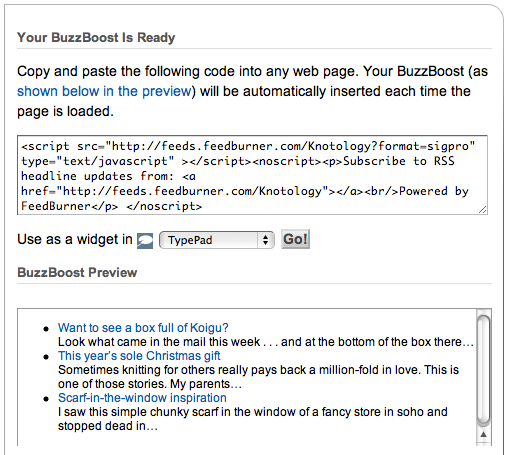 Your BuzzBoost Is Ready
Copy and paste the following code into any web page. Your BuzzBoost (as
shown below in the preview) will be automatically inserted each time the
page is loaded.
<script src="http://feeds.feedburner.com/Knotology?format=sigpro"
type="text/javascript" ></script><noscript><p>Subscribe to RSS
headline updates from: <a
href="http://feeds.feedburner.com/Knotology"></a><br/>Powered by
FeedBurner</p> </noscript>
Use as a widget in TypePad Go!
BuzzBoost Preview
Want to see a box full of Koigu?
Look what came in the mail this week . . . and at the bottom of the box there…
This year's sole Christmas gift
Sometimes knitting for others really pays back a million-fold in love. This is
one of those stories. My parents…
Scarf-in-the-window inspiration
I saw this simple chunky scarf in the window of a fancy store in soho and
stopped dead in…